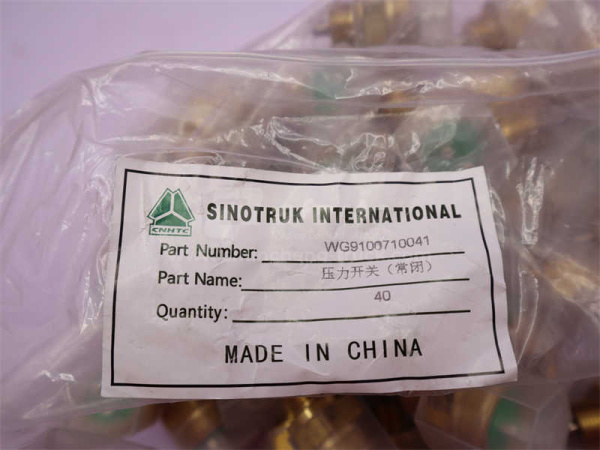 SINOTRUK INTERNATIONAL
CNHTC
Part Number: WG9100710041
Part Name: 压力开关（常闭）
Quantity: 40
MADE IN CHINA